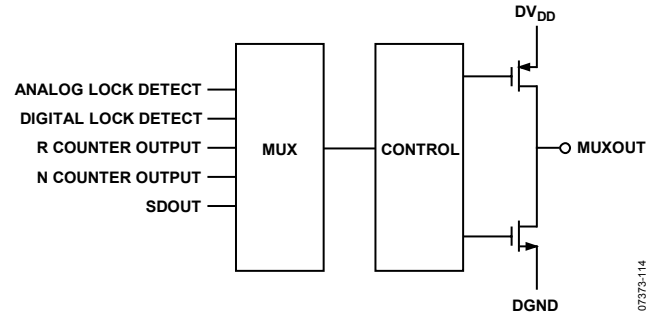 DVDD
ANALOG LOCK DETECT
DIGITAL LOCK DETECT
R COUNTER OUTPUT
N COUNTER OUTPUT
SDOUT
MUX
CONTROL
MUXOUT
DGND
07373-114